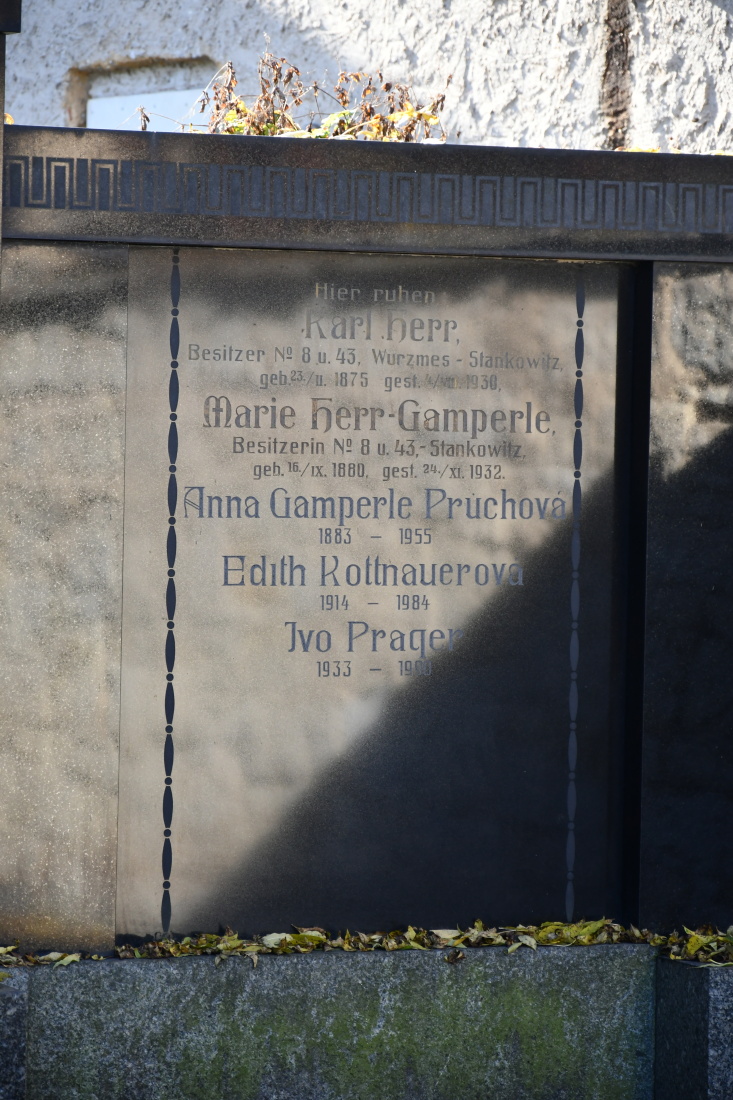 Hier ruhen
Karl Herr,
Besitzer Nº 8 u. 43, Wurzmes - Stankowitz,
geb. 23./II. 1875 gest. 4/VII. 1930,
Marie Herr-Gamperle,
Besitzerin Nº 8 u 43,-Stankowitz,
geb. 16./IX. 1880, gest. 24./XI. 1932.
Anna Gamperle Průchová
1883 – 1955
Edith Kottnauerová
1914 – 1984
Ivo Prager
1933 –